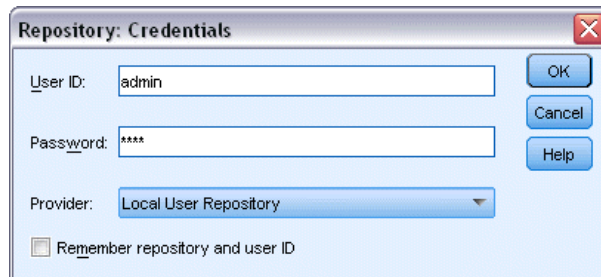 Repository: Credentials
User ID: admin
OK
Cancel
Password: ****
Help
Provider: Local User Repository
Remember repository and user ID